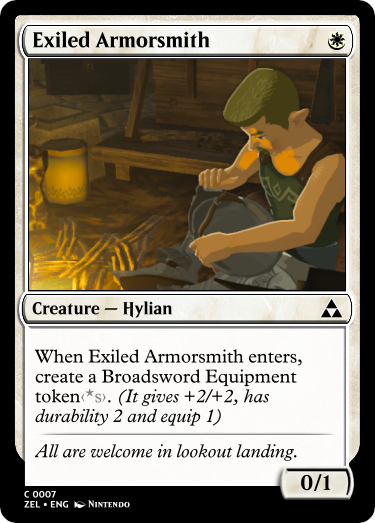 Exiled Armorsmith
Creature — Hylian
When Exiled Armorsmith enters,
create a Broadsword Equipment
token(*s). (It gives +2/+2, has
durability 2 and equip 1)
All are welcome in lookout landing.
0/1
C 0007
ZEL • ENG Nintendo